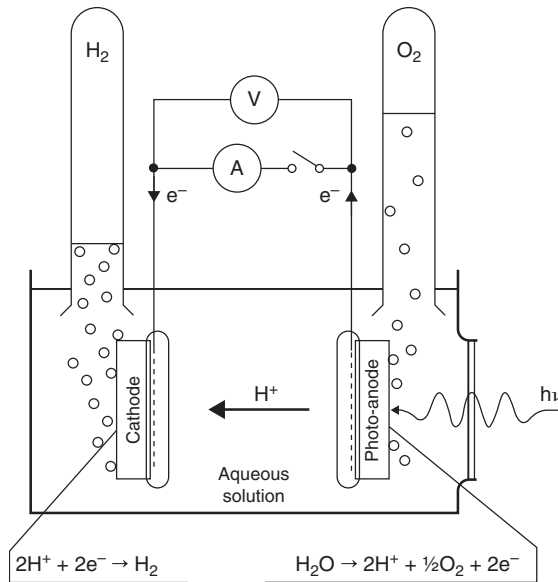 H₂
O₂
V
A
e⁻
e⁻
H⁺
hν
Cathode
Photo-anode
Aqueous
solution
2H⁺ + 2e⁻ → H₂
H₂O → 2H⁺ + ½O₂ + 2e⁻